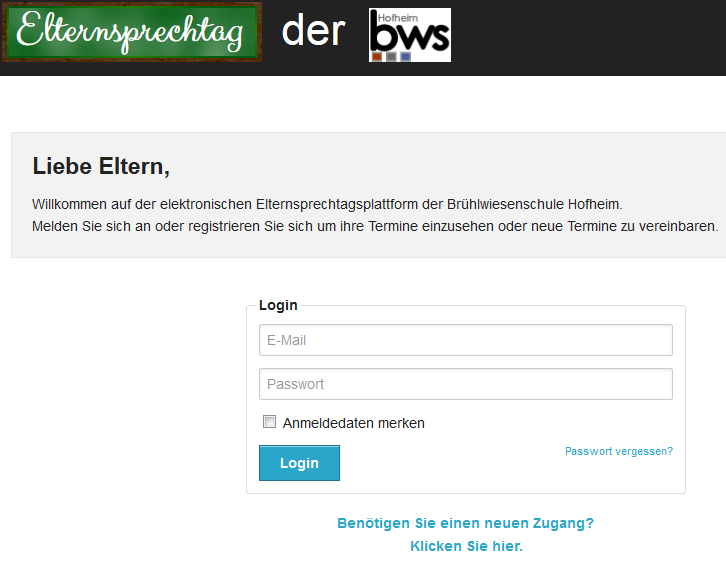 Elternsprechtag der Hofheim bws
Liebe Eltern,
Willkommen auf der elektronischen Elternsprechtagsplattform der Brühlwiesenschule Hofheim.
Melden Sie sich an oder registrieren Sie sich um ihre Termine einzusehen oder neue Termine zu vereinbaren.
Login
E-Mail
Passwort
Anmeldedaten merken
Login
Passwort vergessen?
Benötigen Sie einen neuen Zugang?
Klicken Sie hier.